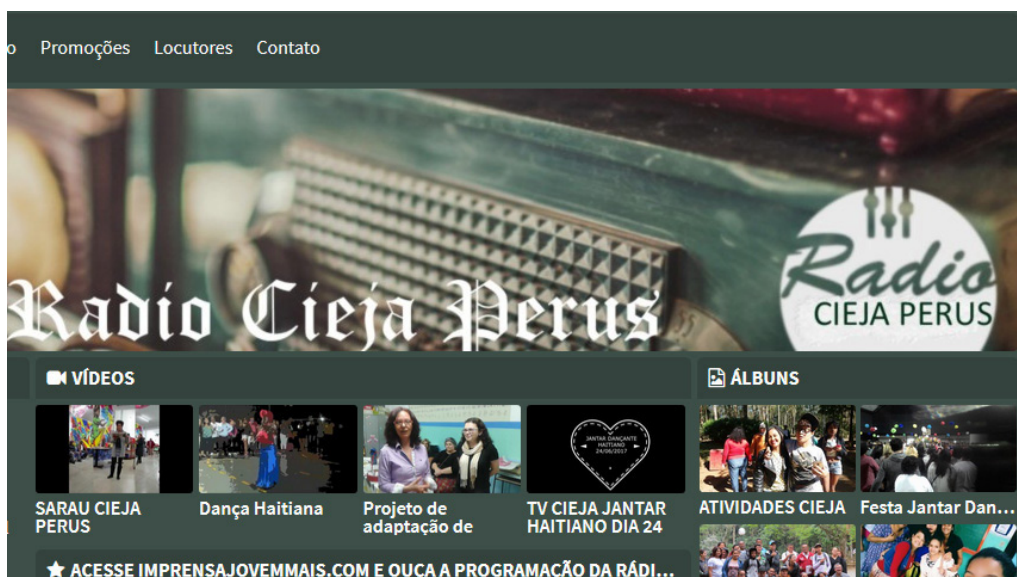 o Promoções Locutores Contato
Radio
CIEJA PERUS
Radio Cieja Perus
VÍDEOS
ÁLBUNS
JANTAR DANÇANTE
HAITIANO
24/06/2017
SARAU CIEJA
PERUS
Dança Haitiana
Projeto de
adaptação de
TV CIEJA JANTAR
HAITIANO DIA 24
ATIVIDADES CIEJA
Festa Jantar Dan...
ACESSE IMPRENSAJOVEMMAIS.COM E OUÇA A PROGRAMAÇÃO DA RÁDI...